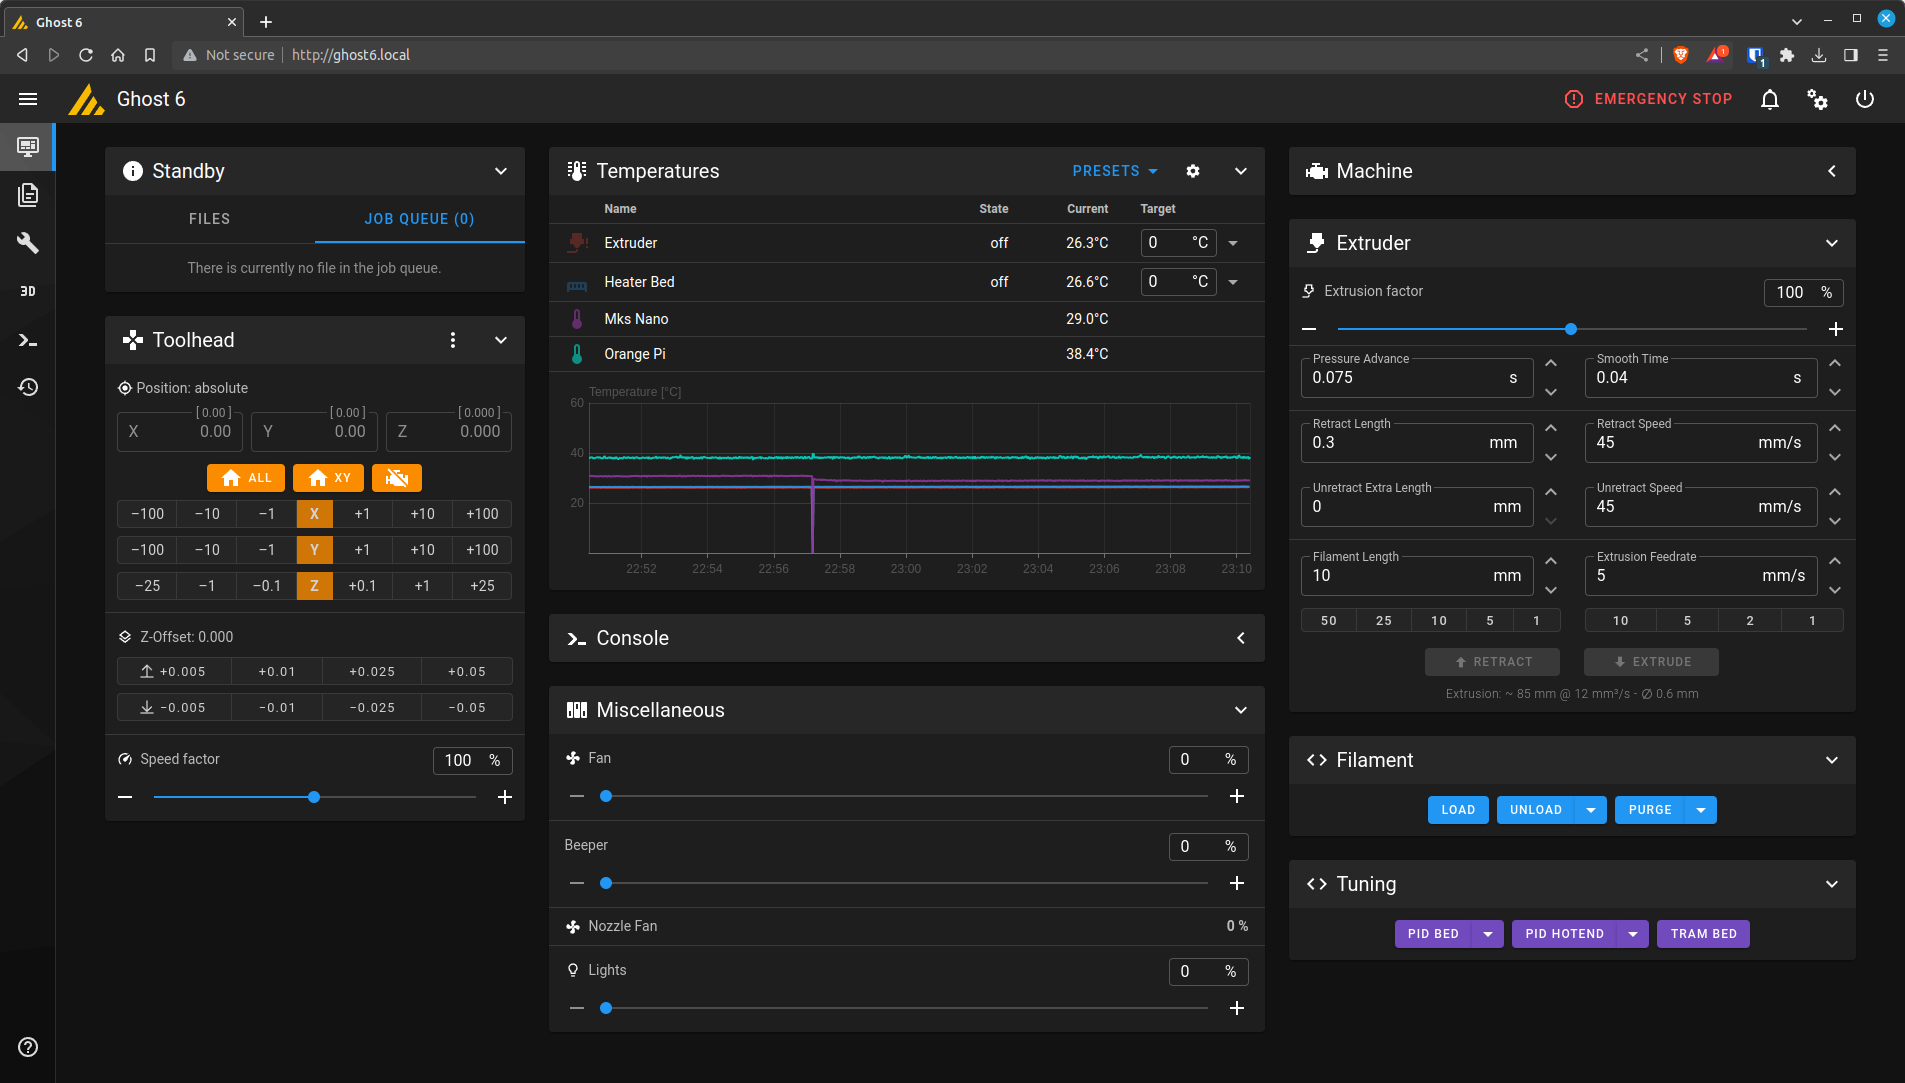 Ghost 6
Not secure
http://ghost6.local
1
1
Ghost 6
EMERGENCY STOP
3D
Standby
FILES
JOB QUEUE (0)
There is currently no file in the job queue.
Toolhead
Position: absolute
[ 0.00 ]
[ 0.00 ]
[ 0.000 ]
X 0.00
Y 0.00
Z 0.000
ALL
XY
−100 −10 −1 X +1 +10 +100
−100 −10 −1 Y +1 +10 +100
−25 −1 −0.1 Z +0.1 +1 +25
Z-Offset: 0.000
+0.005 +0.01 +0.025 +0.05
−0.005 −0.01 −0.025 −0.05
Speed factor
100 %
Temperatures
PRESETS
Name State Current Target
Extruder off 26.3°C 0 °C
Heater Bed off 26.6°C 0 °C
Mks Nano 29.0°C
Orange Pi 38.4°C
Temperature [°C]
60
40
20
22:52 22:54 22:56 22:58 23:00 23:02 23:04 23:06 23:08 23:10
Console
Miscellaneous
Fan 0 %
Beeper 0 %
Nozzle Fan 0 %
Lights 0 %
Machine
Extruder
Extrusion factor 100 %
Pressure Advance
0.075 s
Smooth Time
0.04 s
Retract Length
0.3 mm
Retract Speed
45 mm/s
Unretract Extra Length
0 mm
Unretract Speed
45 mm/s
Filament Length
10 mm
Extrusion Feedrate
5 mm/s
50 25 10 5 1
10 5 2 1
RETRACT
EXTRUDE
Extrusion: ~ 85 mm @ 12 mm³/s - ∅ 0.6 mm
Filament
LOAD
UNLOAD
PURGE
Tuning
PID BED
PID HOTEND
TRAM BED